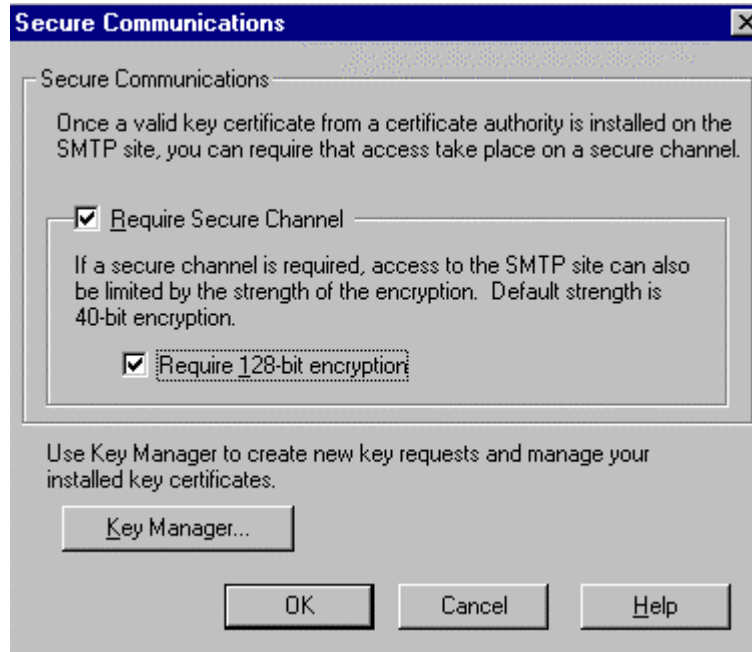 Secure Communications
Secure Communications
Once a valid key certificate from a certificate authority is installed on the
SMTP site, you can require that access take place on a secure channel.
Require Secure Channel
If a secure channel is required, access to the SMTP site can also
be limited by the strength of the encryption. Default strength is
40-bit encryption.
Require 128-bit encryption
Use Key Manager to create new key requests and manage your
installed key certificates.
Key Manager...
OK Cancel Help